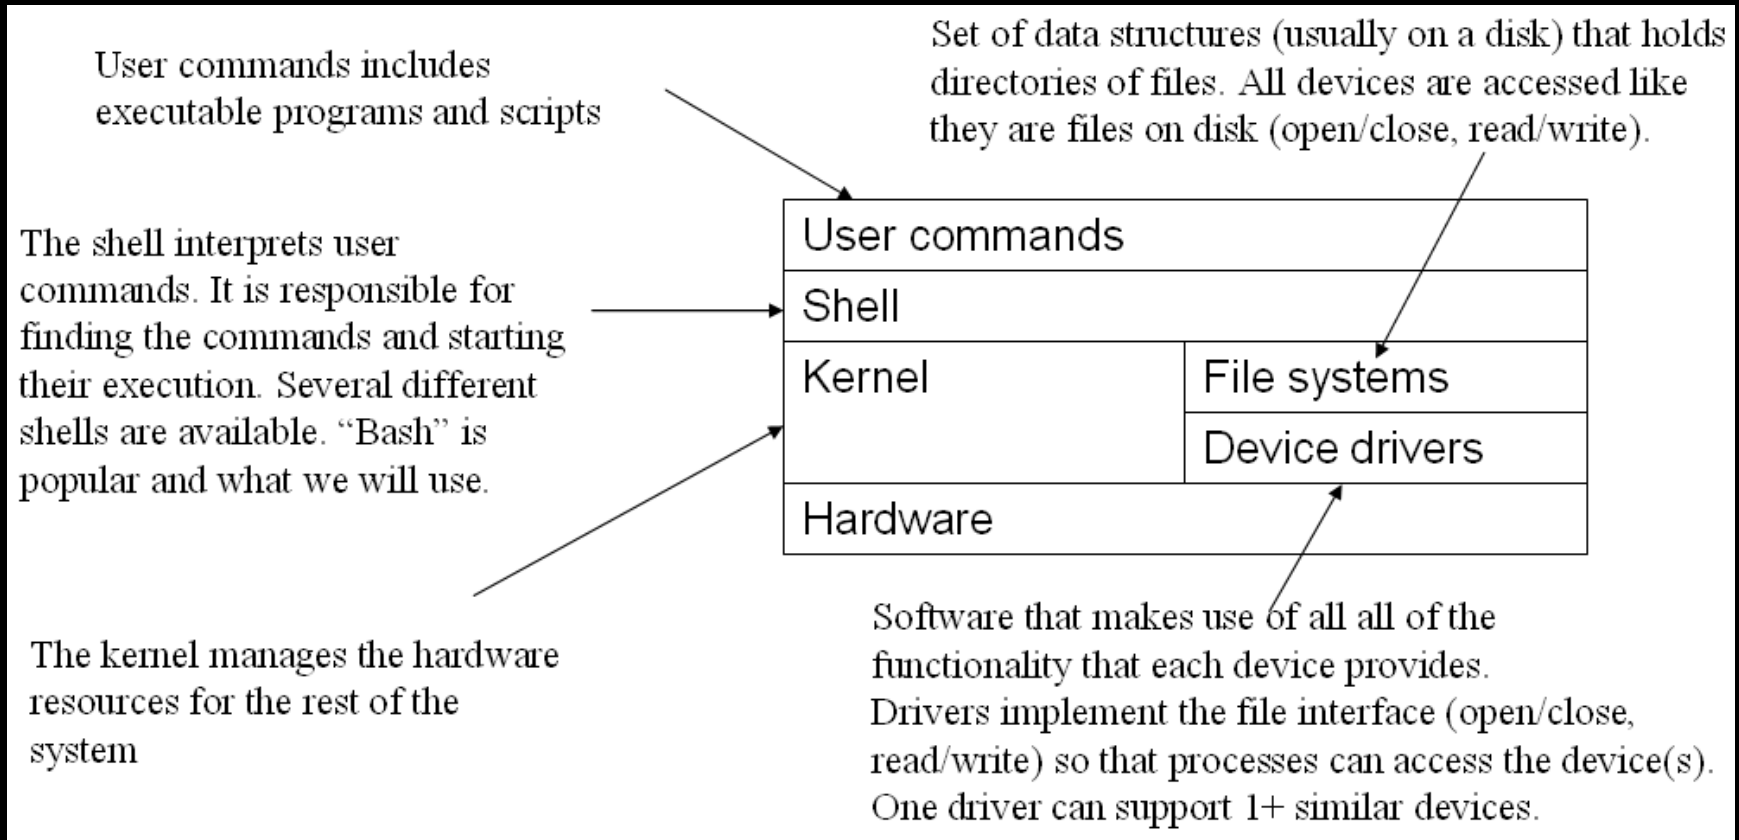 User commands includes
executable programs and scripts
Set of data structures (usually on a disk) that holds
directories of files. All devices are accessed like
they are files on disk (open/close, read/write).
The shell interprets user
commands. It is responsible for
finding the commands and starting
their execution. Several different
shells are available. “Bash” is
popular and what we will use.
User commands
Shell
Kernel
File systems
Device drivers
Hardware
The kernel manages the hardware
resources for the rest of the
system
Software that makes use of all all of the
functionality that each device provides.
Drivers implement the file interface (open/close,
read/write) so that processes can access the device(s).
One driver can support 1+ similar devices.